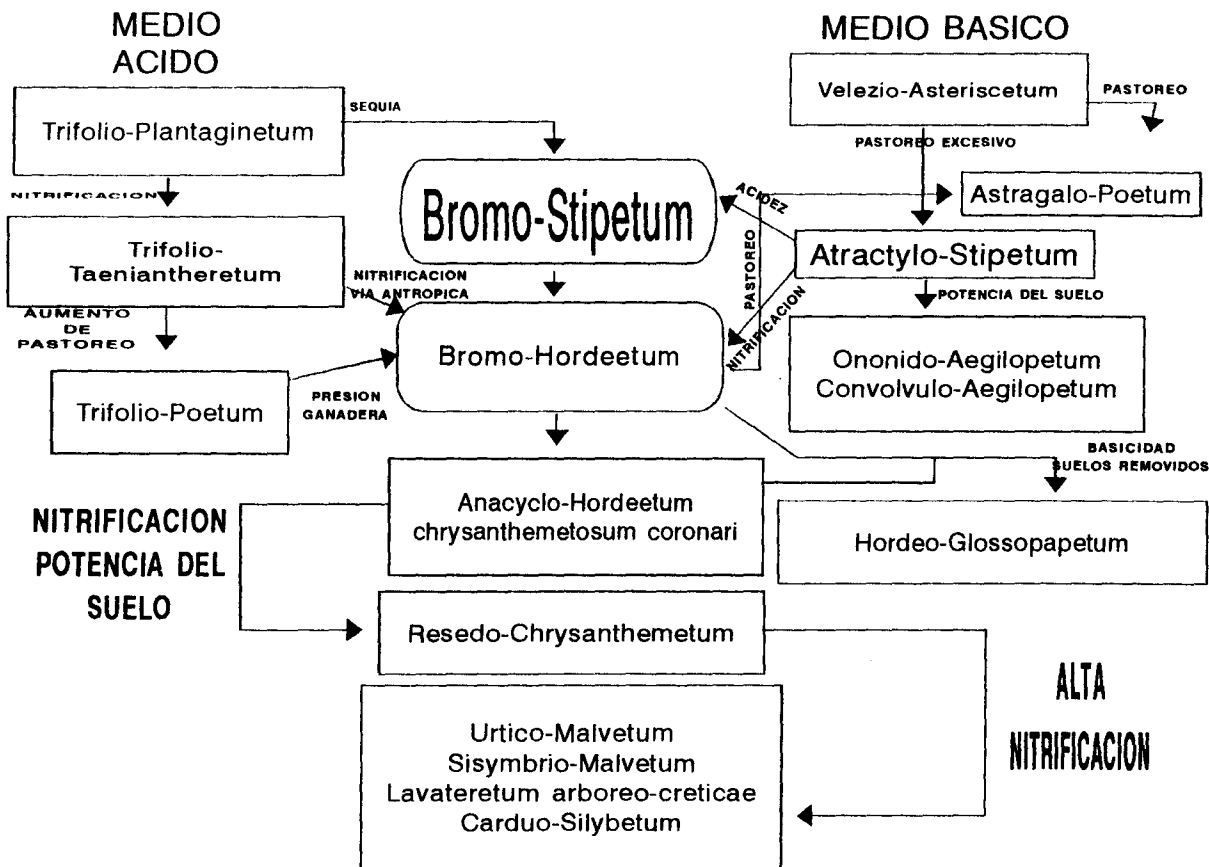 MEDIO
ACIDO
MEDIO BASICO
Trifolio-Plantaginetum
SEQUIA
Velezio-Asteriscetum
PASTOREO
PASTOREO EXCESIVO
NITRIFICACION
Bromo-Stipetum
ACIDEZ
Astragalo-Poetum
Trifolio-
Taeniantheretum
NITRIFICACION
VIA ANTROPICA
PASTOREO
Atractylo-Stipetum
NITRIFICACION
POTENCIA DEL SUELO
AUMENTO
DE
PASTOREO
Bromo-Hordeetum
Ononido-Aegilopetum
Convolvulo-Aegilopetum
Trifolio-Poetum
PRESION
GANADERA
BASICIDAD
SUELOS REMOVIDOS
Anacyclo-Hordeetum
chrysanthemetosum coronari
Hordeo-Glossopapetum
NITRIFICACION
POTENCIA DEL
SUELO
Resedo-Chrysanthemetum
ALTA
NITRIFICACION
Urtico-Malvetum
Sisymbrio-Malvetum
Lavateretum arboreo-creticae
Carduo-Silybetum